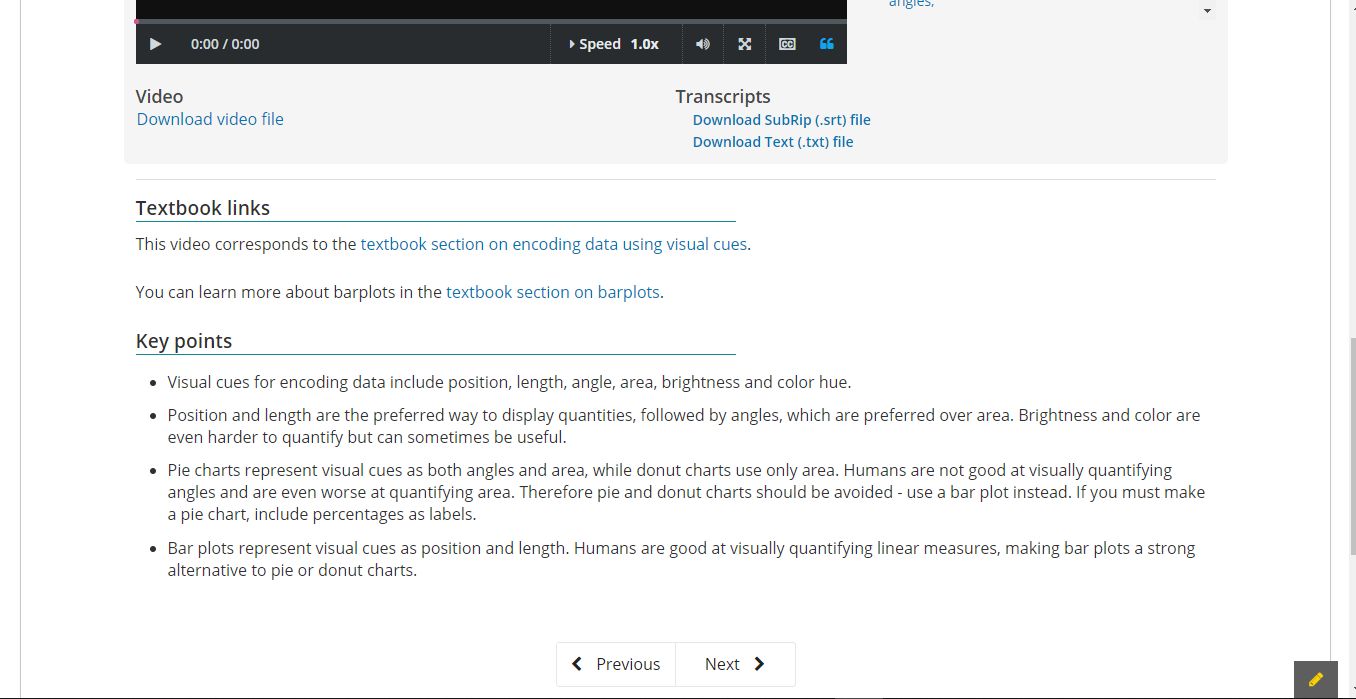 angles,
0:00 / 0:00
Speed 1.0x
CC
Video
Transcripts
Download video file
Download SubRip (.srt) file
Download Text (.txt) file
Textbook links
This video corresponds to the textbook section on encoding data using visual cues.
You can learn more about barplots in the textbook section on barplots.
Key points
Visual cues for encoding data include position, length, angle, area, brightness and color hue.
Position and length are the preferred way to display quantities, followed by angles, which are preferred over area. Brightness and color are
even harder to quantify but can sometimes be useful.
Pie charts represent visual cues as both angles and area, while donut charts use only area. Humans are not good at visually quantifying
angles and are even worse at quantifying area. Therefore pie and donut charts should be avoided - use a bar plot instead. If you must make
a pie chart, include percentages as labels.
Bar plots represent visual cues as position and length. Humans are good at visually quantifying linear measures, making bar plots a strong
alternative to pie or donut charts.
Previous
Next